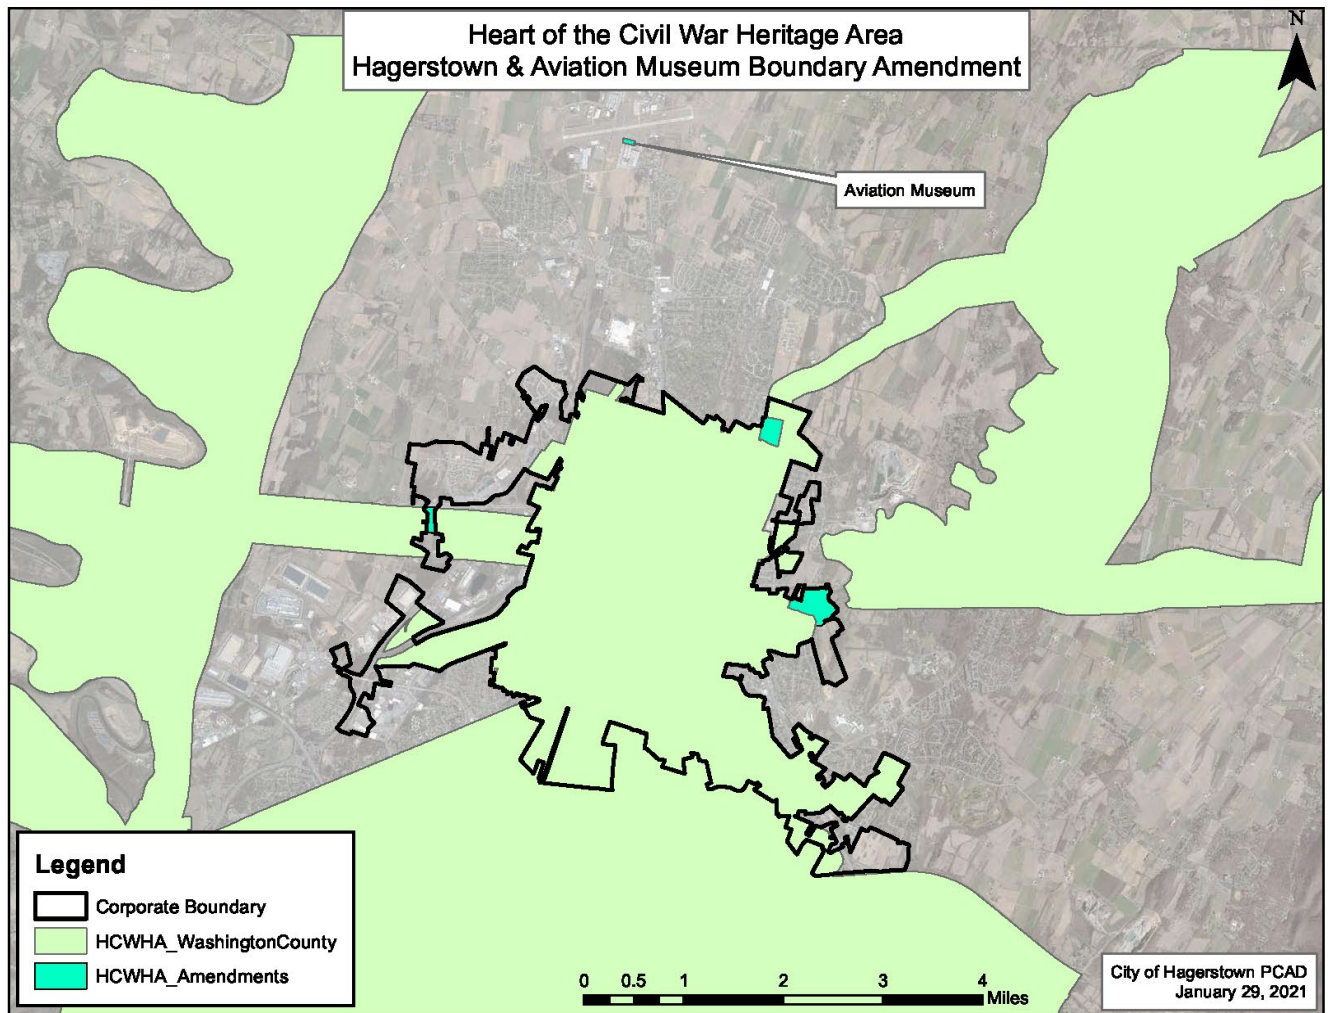 Heart of the Civil War Heritage Area
Hagerstown & Aviation Museum Boundary Amendment
N
Aviation Museum
Legend
Corporate Boundary
HCWHA_WashingtonCounty
HCWHA_Amendments
0 0.5 1 2 3 4
Miles
City of Hagerstown PCAD
January 29, 2021